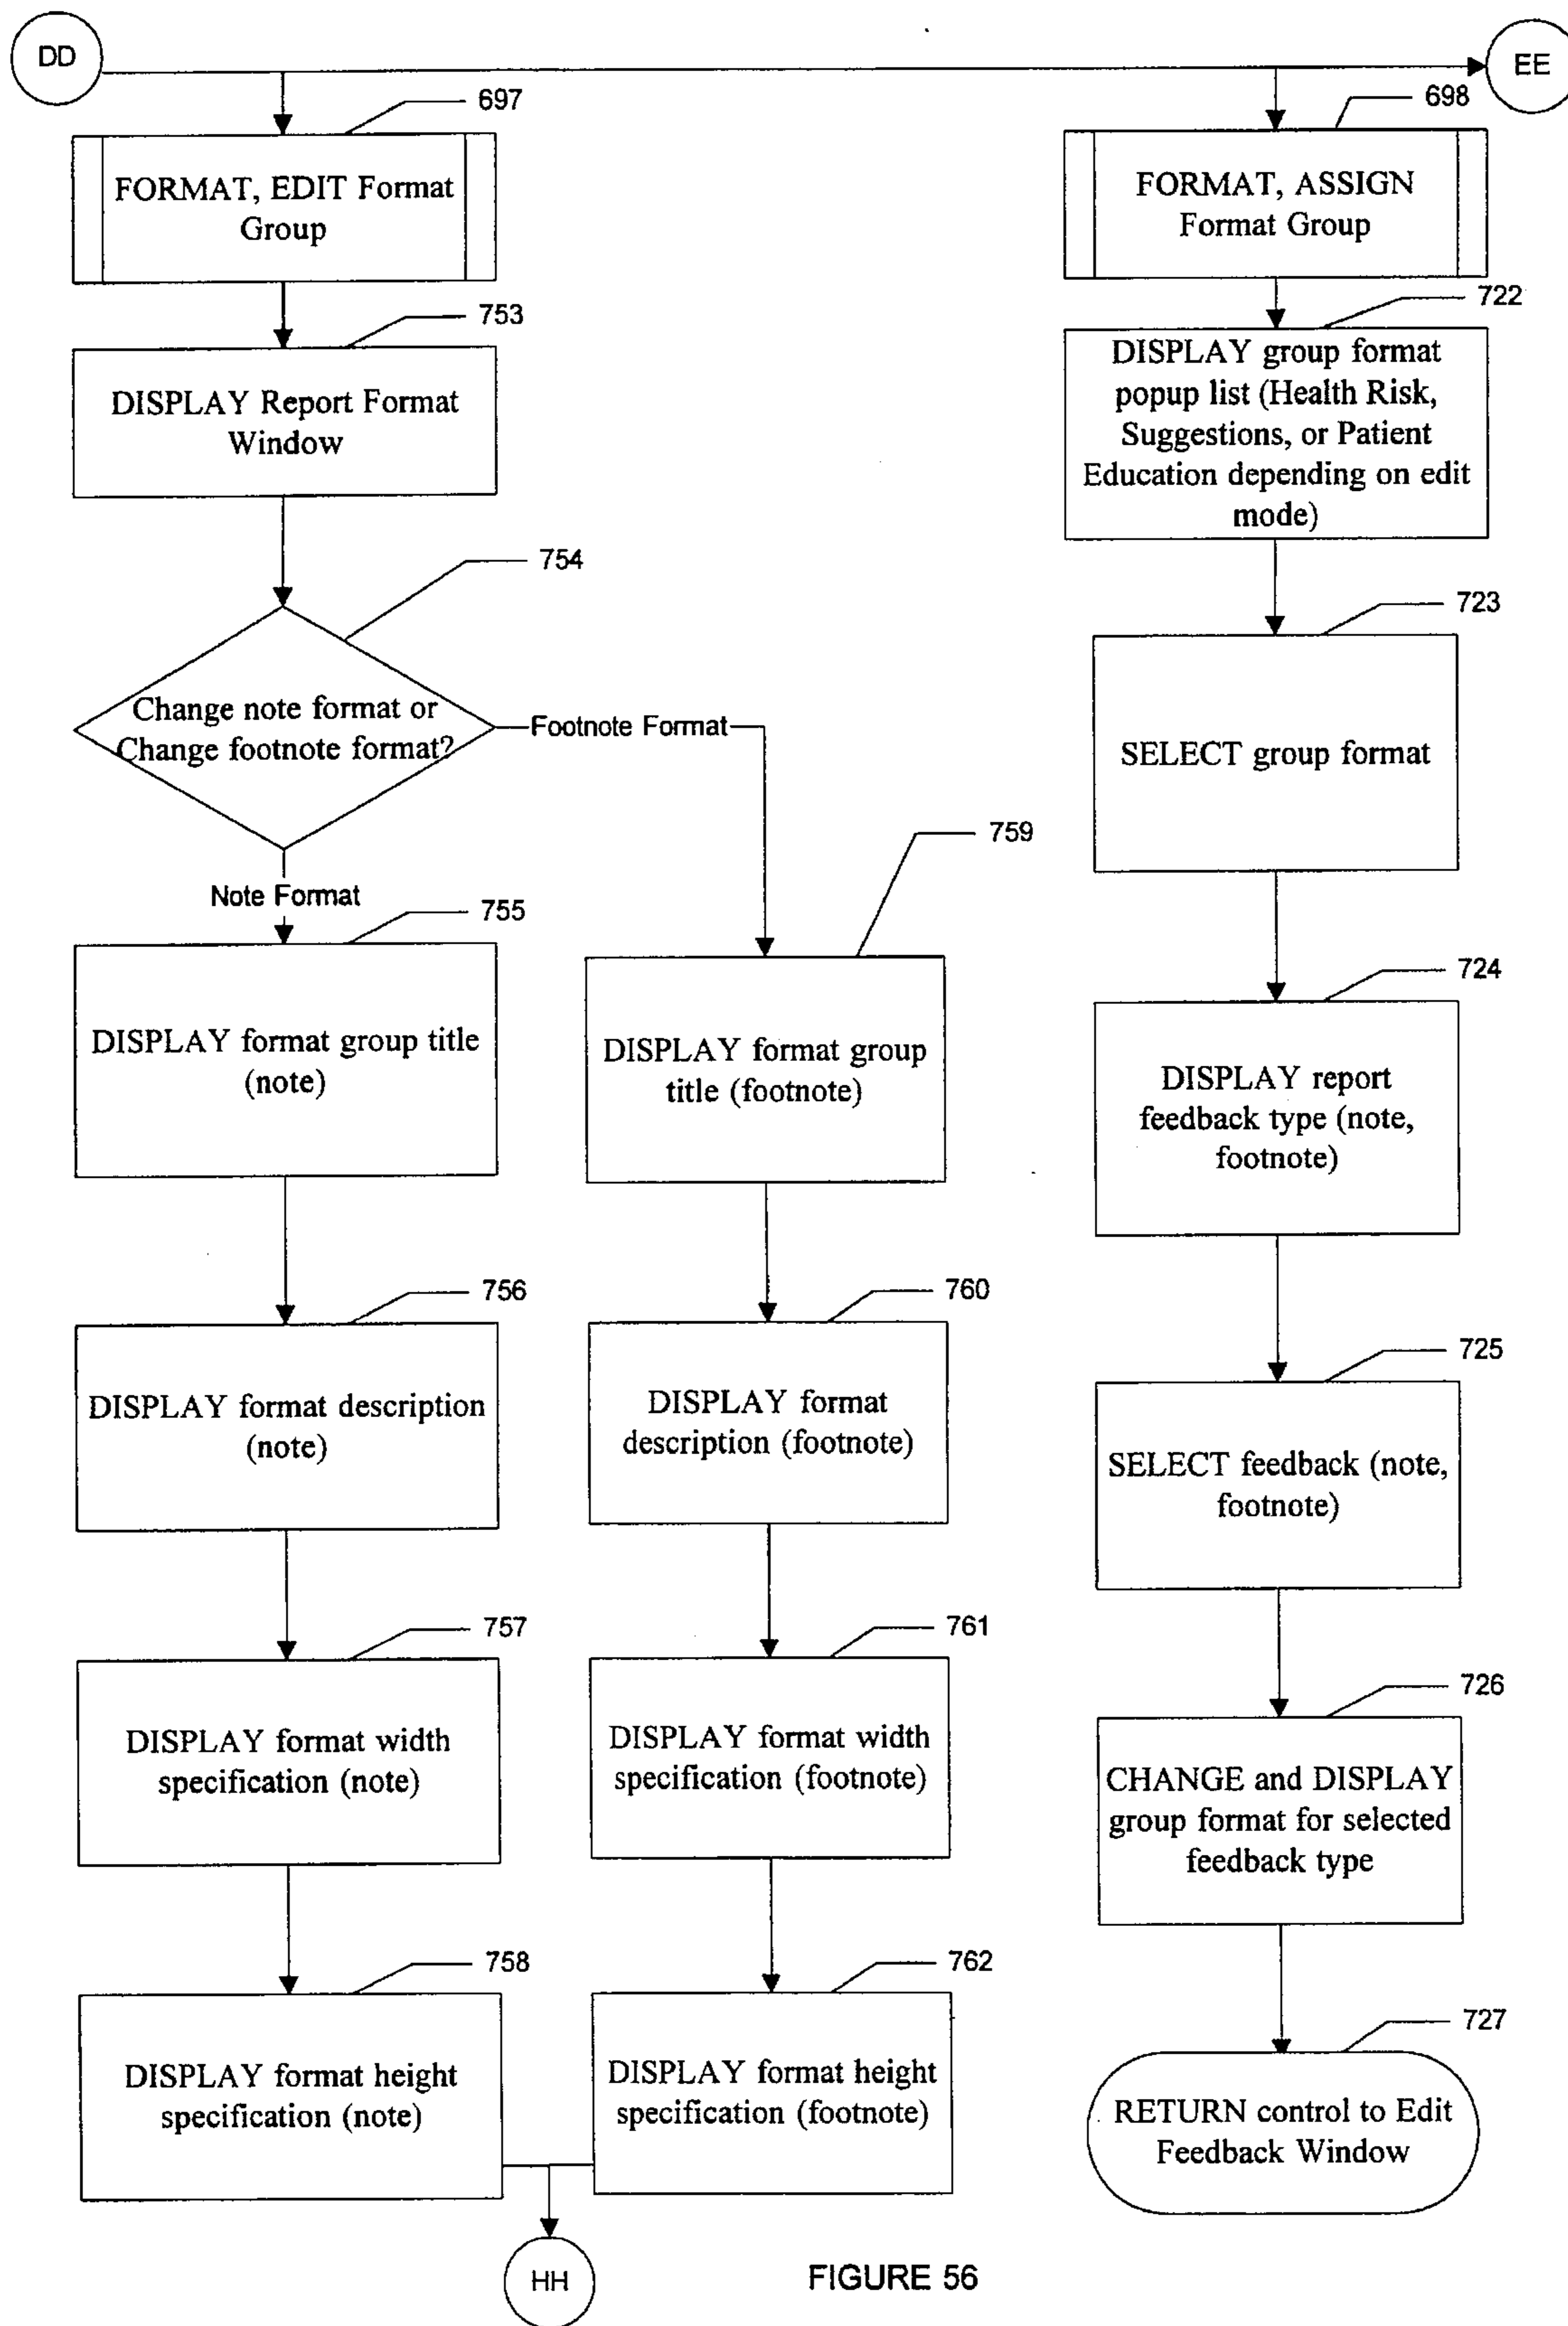 DD
EE
697
FORMAT, EDIT Format
Group
753
DISPLAY Report Format
Window
754
Change note format or
Change footnote format?
Footnote Format
Note Format
755
DISPLAY format group title
(note)
756
DISPLAY format description
(note)
757
DISPLAY format width
specification (note)
758
DISPLAY format height
specification (note)
759
DISPLAY format group
title (footnote)
760
DISPLAY format
description (footnote)
761
DISPLAY format width
specification (footnote)
762
DISPLAY format height
specification (footnote)
HH
698
FORMAT, ASSIGN
Format Group
722
DISPLAY group format
popup list (Health Risk,
Suggestions, or Patient
Education depending on edit
mode)
723
SELECT group format
724
DISPLAY report
feedback type (note,
footnote)
725
SELECT feedback (note,
footnote)
726
CHANGE and DISPLAY
group format for selected
feedback type
727
RETURN control to Edit
Feedback Window
FIGURE 56